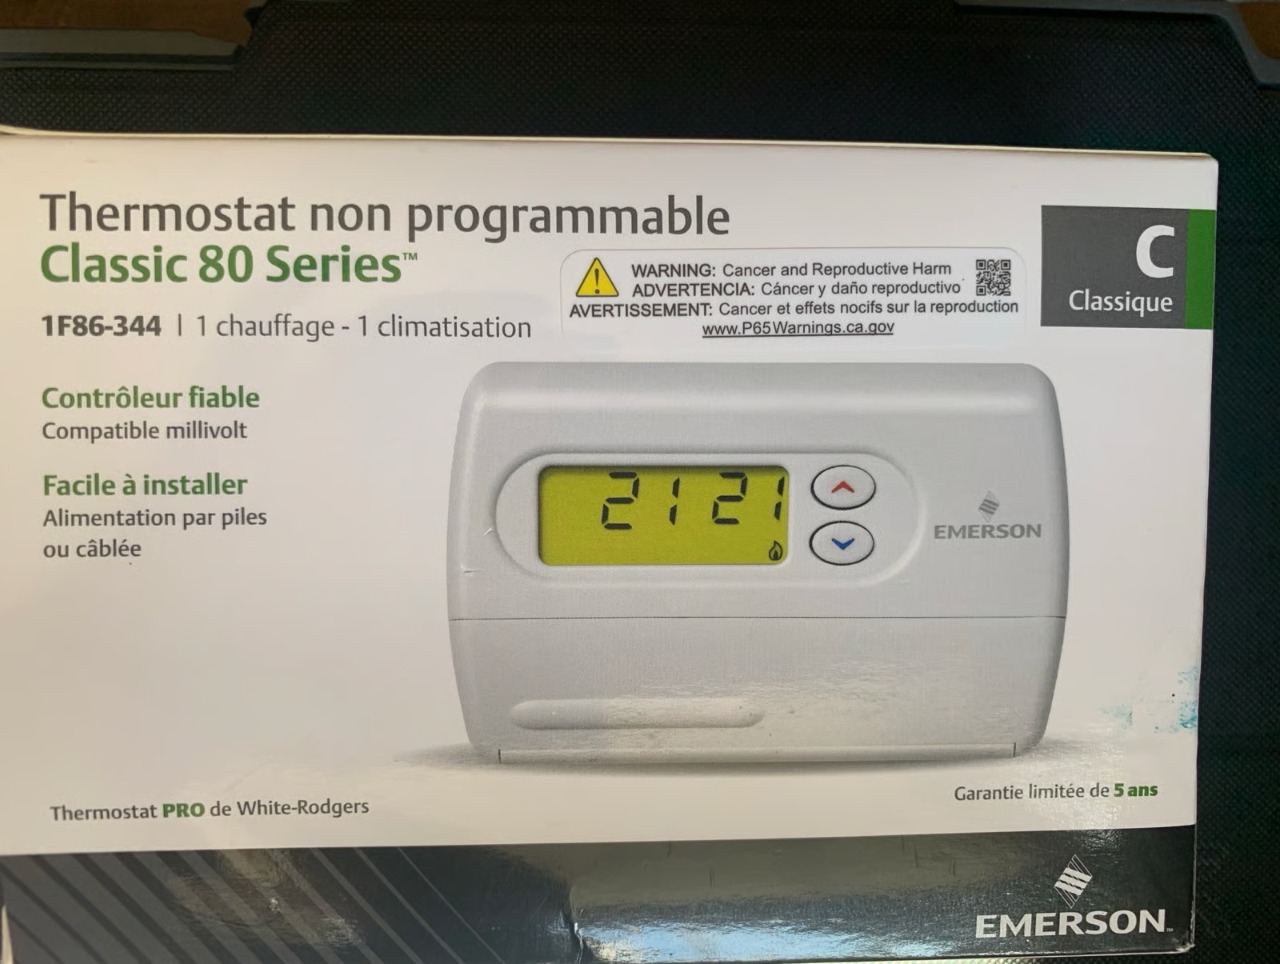 Thermostat non programmable
Classic 80 Series™
1F86-344 | 1 chauffage - 1 climatisation
WARNING: Cancer and Reproductive Harm
ADVERTENCIA: Cáncer y daño reproductivo
AVERTISSEMENT: Cancer et effets nocifs sur la reproduction
www.P65Warnings.ca.gov
C
Classique
Contrôleur fiable
Compatible millivolt
Facile à installer
Alimentation par piles
ou câblée
21 21
EMERSON
Thermostat PRO de White-Rodgers
Garantie limitée de 5 ans
EMERSON™